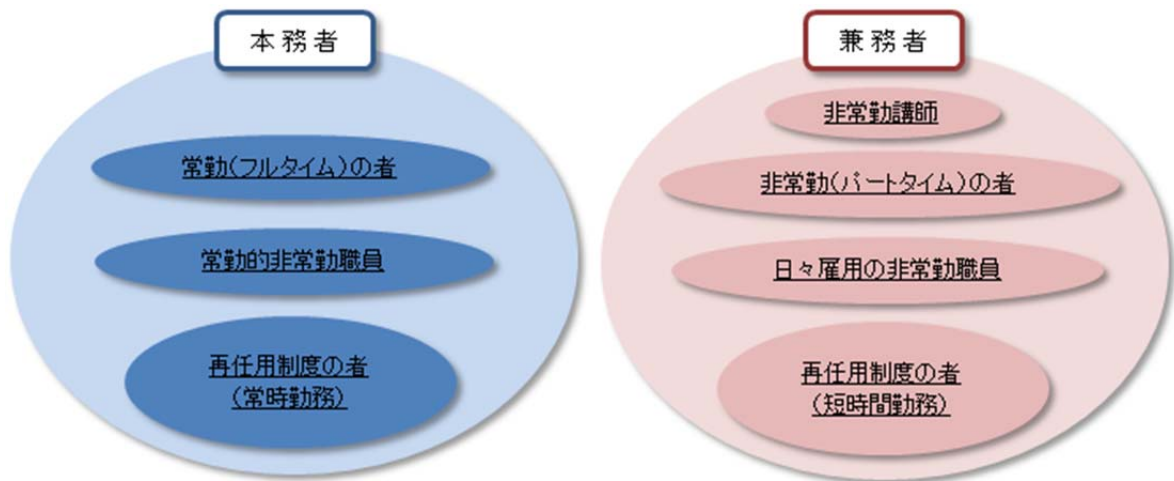 本務者
常勤(フルタイム)の者
常勤的非常勤職員
再任用制度の者
(常時勤務)
兼務者
非常勤講師
非常勤(パートタイム)の者
日々雇用の非常勤職員
再任用制度の者
(短時間勤務)